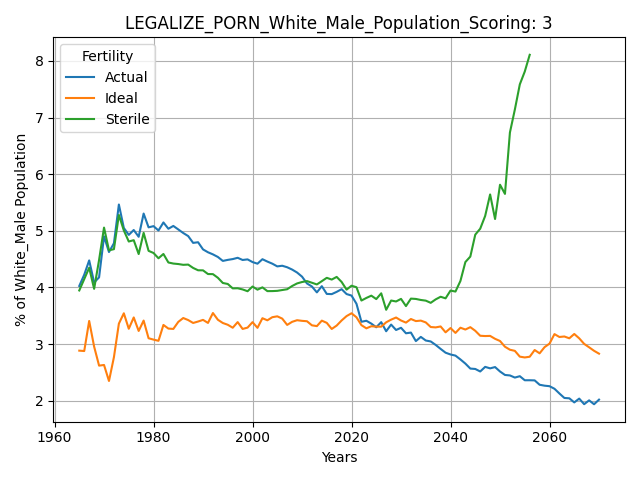 LEGALIZE_PORN_White_Male_Population_Scoring: 3
Fertility
Actual
Ideal
Sterile
% of White_Male Population
8
7
6
5
4
3
2
1960
1980
2000
2020
2040
2060
Years